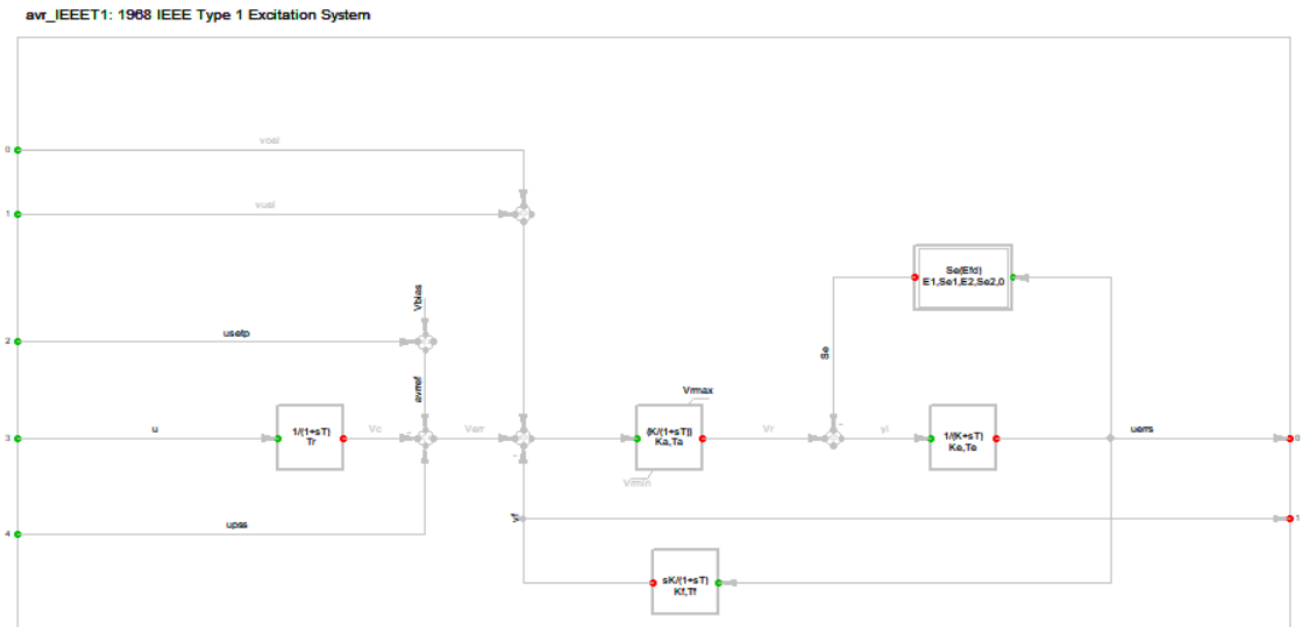 avr_IEEET1: 1968 IEEE Type 1 Excitation System
0
voel
1
vuel
Se(Efd)
E1,Se1,E2,Se2,0
Vbias
2
usetp
Se
avrref
Vrmax
3
u
1/(1+sT)
Tr
Vc
-
Verr
-
{K/(1+sT)}
Ka,Ta
Vr
-
yi
1/(K+sT)
Ke,Te
uerrs
0
Vrmin
4
upss
vf
1
sK/(1+sT)
Kf,Tf